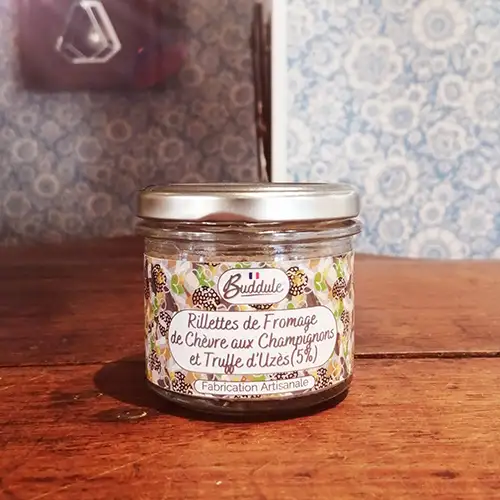 Buddule
Rillettes de Fromage
de Chèvre aux Champignons
et Truffe d'Uzès (5%)
Fabrication Artisanale